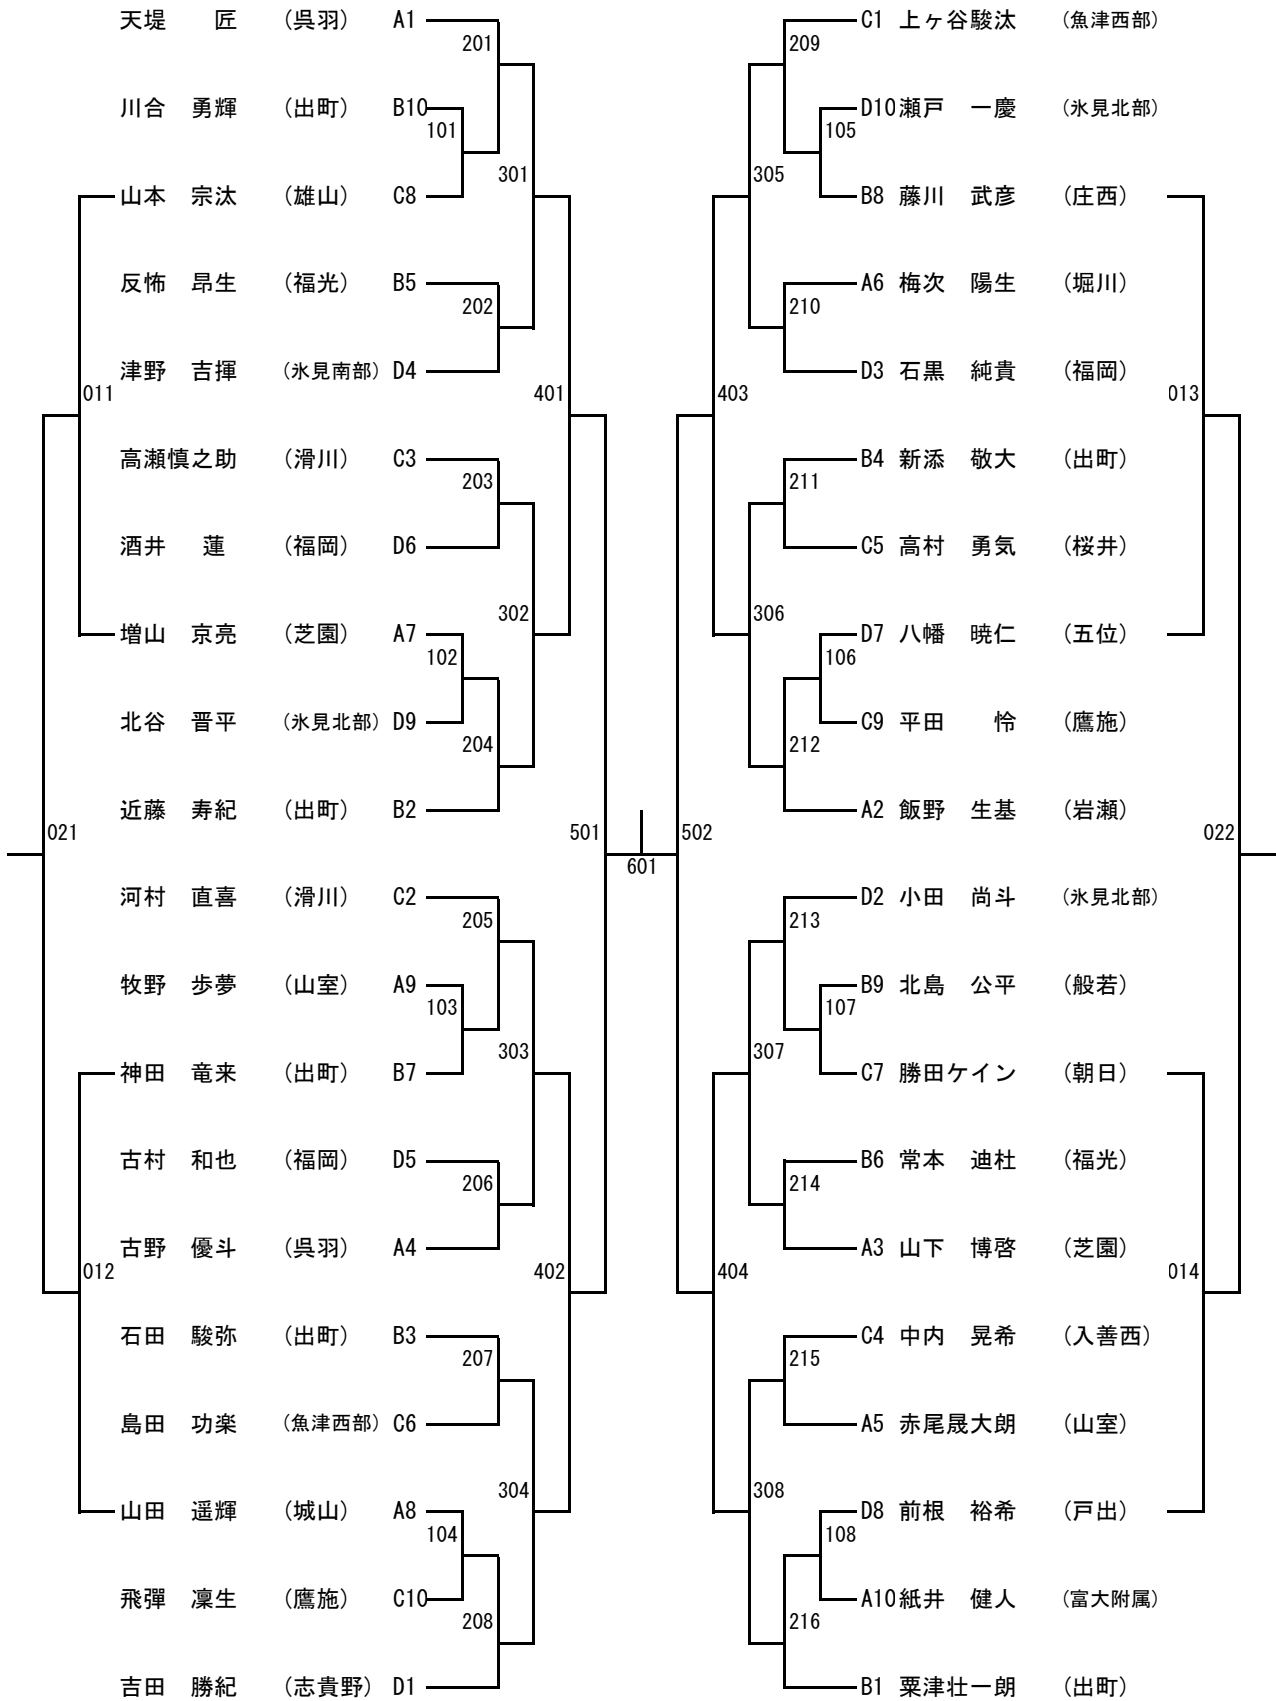 天堤 匠 （呉羽） A1
201
川合 勇輝 （出町） B10
101
301
山本 宗汰 （雄山） C8
反怖 昂生 （福光） B5
202
津野 吉揮 （氷見南部） D4
011
401
高瀬慎之助 （滑川） C3
203
酒井 蓮 （福岡） D6
302
増山 京亮 （芝園） A7
102
北谷 晋平 （氷見北部） D9
204
近藤 寿紀 （出町） B2
021
501
601
河村 直喜 （滑川） C2
205
牧野 歩夢 （山室） A9
103
303
神田 竜来 （出町） B7
古村 和也 （福岡） D5
206
古野 優斗 （呉羽） A4
012
402
石田 駿弥 （出町） B3
207
島田 功楽 （魚津西部） C6
304
山田 遥輝 （城山） A8
104
飛彈 凜生 （鷹施） C10
208
吉田 勝紀 （志貴野） D1
C1 上ヶ谷駿汰 （魚津西部）
209
D10 瀬戸 一慶 （氷見北部）
105
305
B8 藤川 武彦 （庄西）
A6 梅次 陽生 （堀川）
210
D3 石黒 純貴 （福岡）
403
013
B4 新添 敬大 （出町）
211
C5 高村 勇気 （桜井）
306
D7 八幡 暁仁 （五位）
106
C9 平田 怜 （鷹施）
212
A2 飯野 生基 （岩瀬）
502
022
D2 小田 尚斗 （氷見北部）
213
B9 北島 公平 （般若）
107
307
C7 勝田ケイン （朝日）
B6 常本 迪杜 （福光）
214
A3 山下 博啓 （芝園）
404
014
C4 中内 晃希 （入善西）
215
A5 赤尾晟大朗 （山室）
308
D8 前根 裕希 （戸出）
108
A10 紙井 健人 （富大附属）
216
B1 粟津壮一朗 （出町）